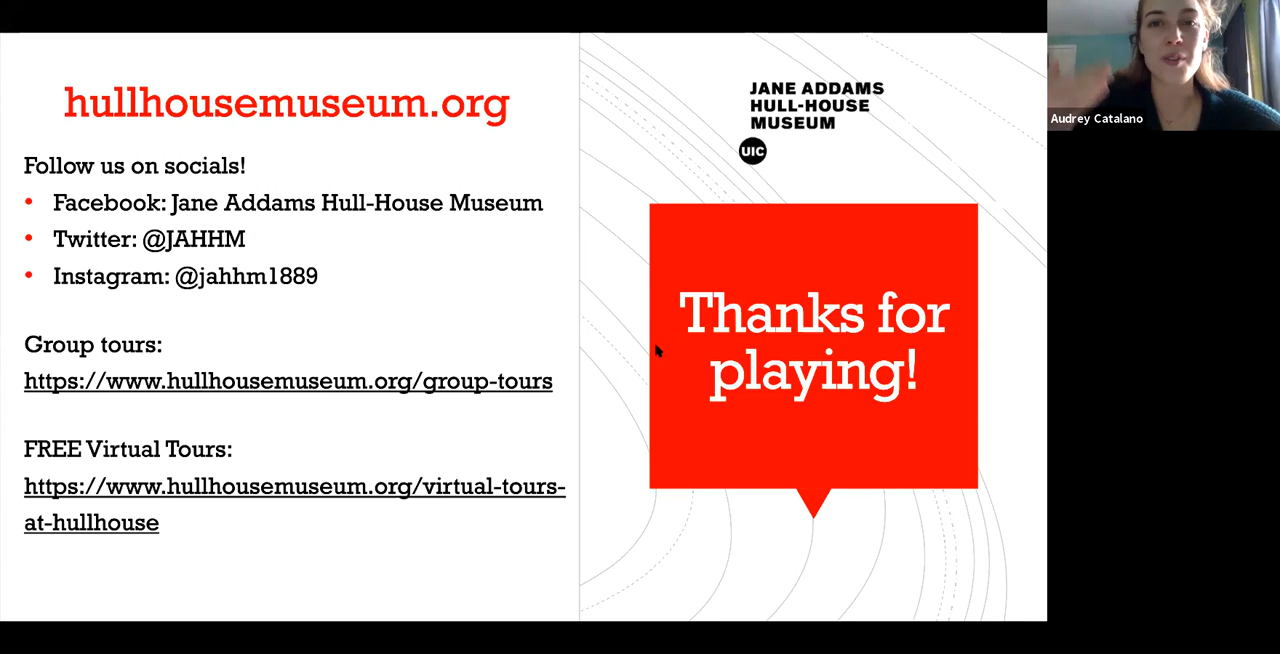 hullhousemuseum.org
Follow us on socials!
• Facebook: Jane Addams Hull-House Museum
• Twitter: @JAHHM
• Instagram: @jahhm1889
Group tours:
https://www.hullhousemuseum.org/group-tours
FREE Virtual Tours:
https://www.hullhousemuseum.org/virtual-tours-
at-hullhouse
JANE ADDAMS
HULL-HOUSE
MUSEUM
UIC
Thanks for
playing!
Audrey Catalano